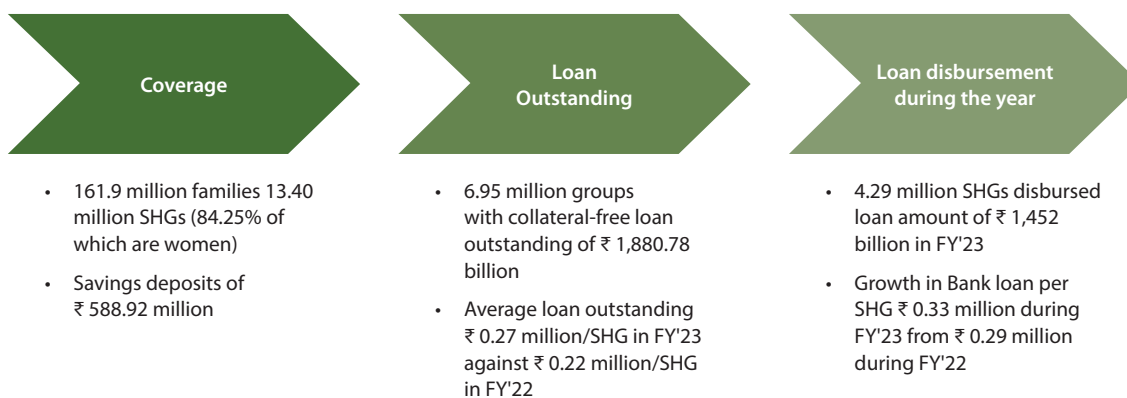 Coverage
• 161.9 million families 13.40
million SHGs (84.25% of
which are women)
• Savings deposits of
₹ 588.92 million
Loan
Outstanding
• 6.95 million groups
with collateral-free loan
outstanding of ₹ 1,880.78
billion
• Average loan outstanding
₹ 0.27 million/SHG in FY'23
against ₹ 0.22 million/SHG
in FY'22
Loan disbursement
during the year
• 4.29 million SHGs disbursed
loan amount of ₹ 1,452
billion in FY'23
• Growth in Bank loan per
SHG ₹ 0.33 million during
FY'23 from ₹ 0.29 million
during FY'22